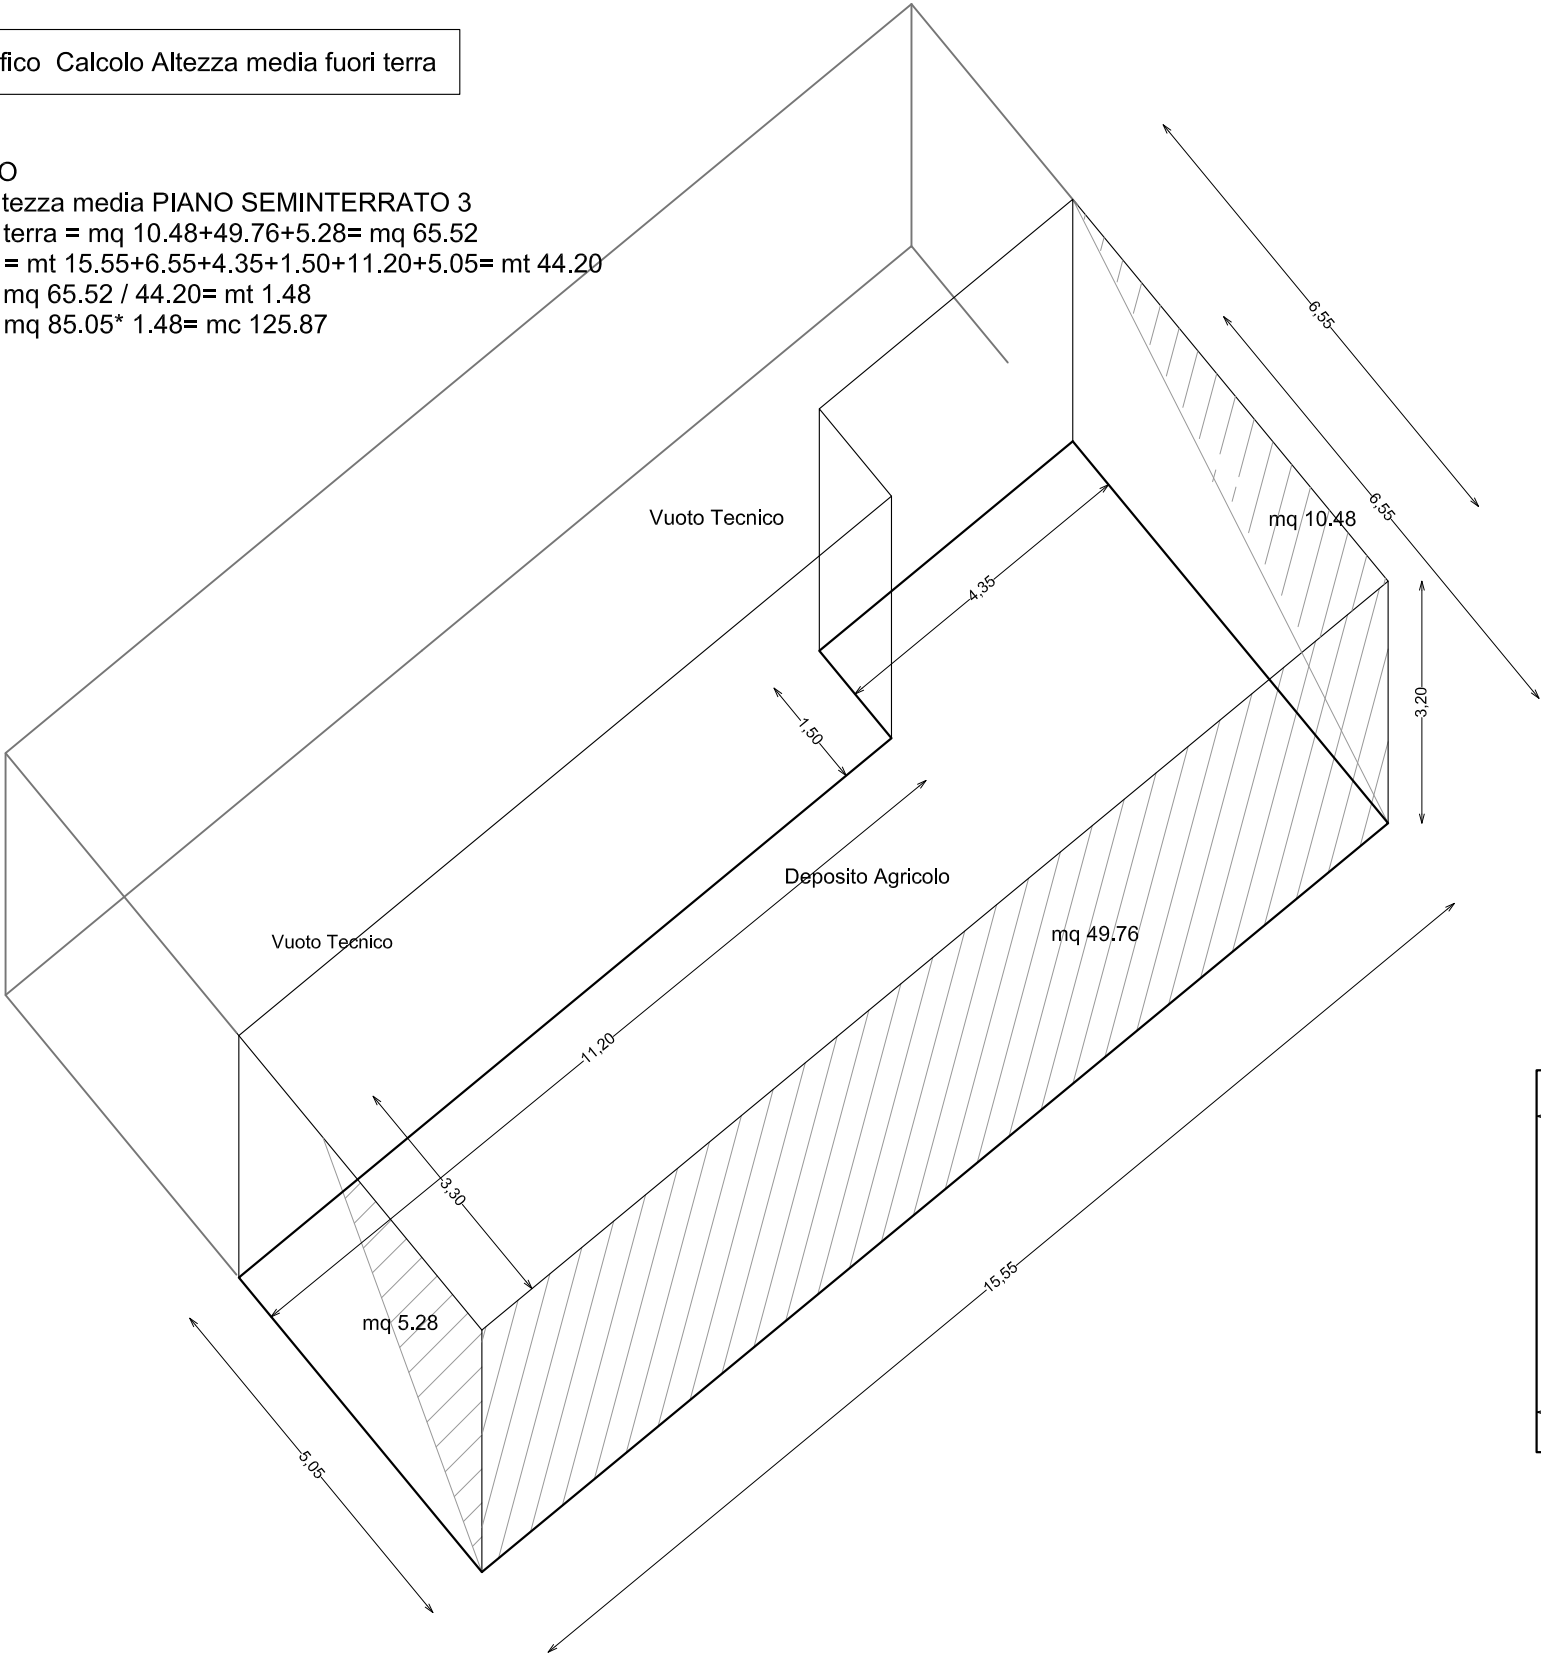 fico Calcolo Altezza media fuori terra
O
tezza media PIANO SEMINTERRATO 3
terra = mq 10.48+49.76+5.28= mq 65.52
= mt 15.55+6.55+4.35+1.50+11.20+5.05= mt 44.20
mq 65.52 / 44.20= mt 1.48
mq 85.05* 1.48= mc 125.87
6,55
6,55
mq 10.48
Vuoto Tecnico
4,35
3,20
1,50
Deposito Agricolo
mq 49.76
Vuoto Tecnico
11,20
3,30
15,55
mq 5.28
5,05